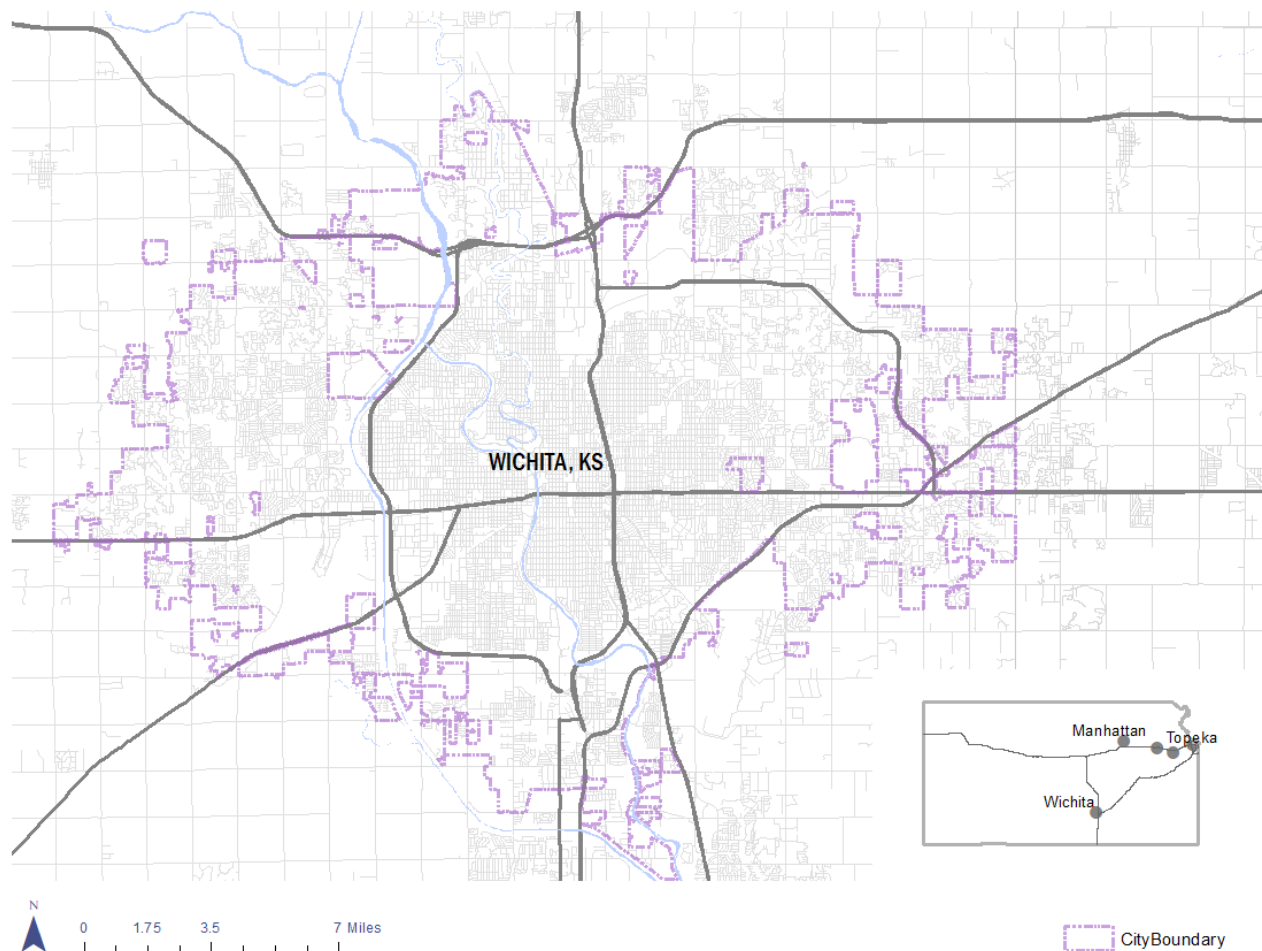 WICHITA, KS
Manhattan
Topeka
Wichita
N
0 1.75 3.5 7 Miles
CityBoundary